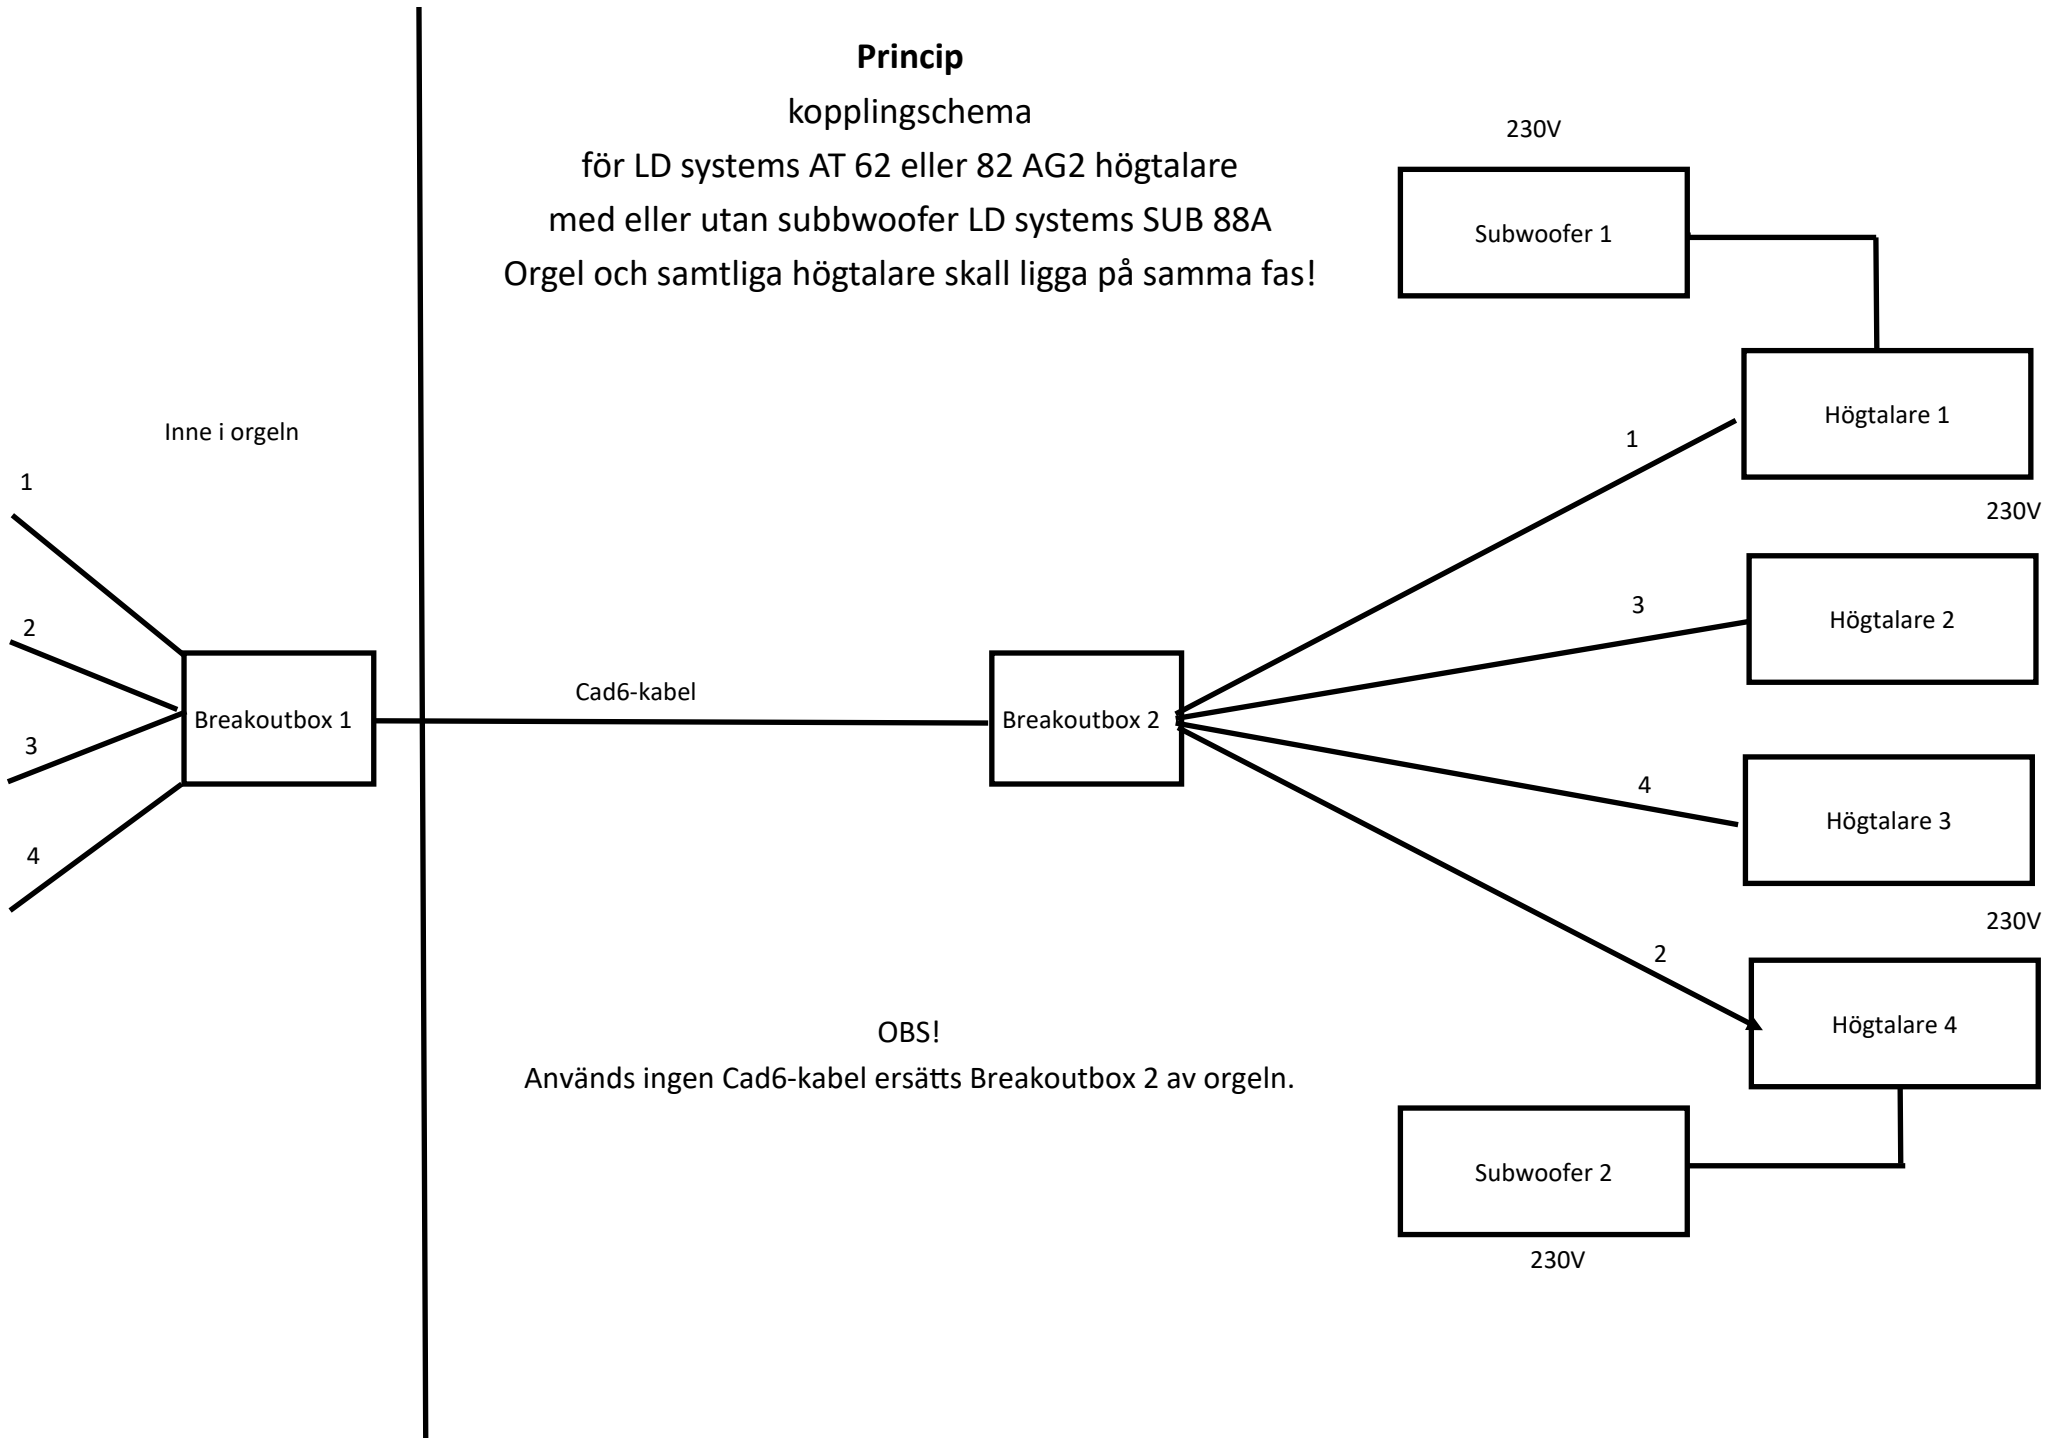 Princip
kopplingschema
för LD systems AT 62 eller 82 AG2 högtalare
med eller utan subbwoofer LD systems SUB 88A
Orgel och samtliga högtalare skall ligga på samma fas!
230V
Subwoofer 1
Högtalare 1
230V
Inne i orgeln
1
2
3
4
Breakoutbox 1
Cad6-kabel
Breakoutbox 2
1
3
4
2
Högtalare 2
Högtalare 3
230V
Högtalare 4
OBS!
Används ingen Cad6-kabel ersätts Breakoutbox 2 av orgeln.
Subwoofer 2
230V